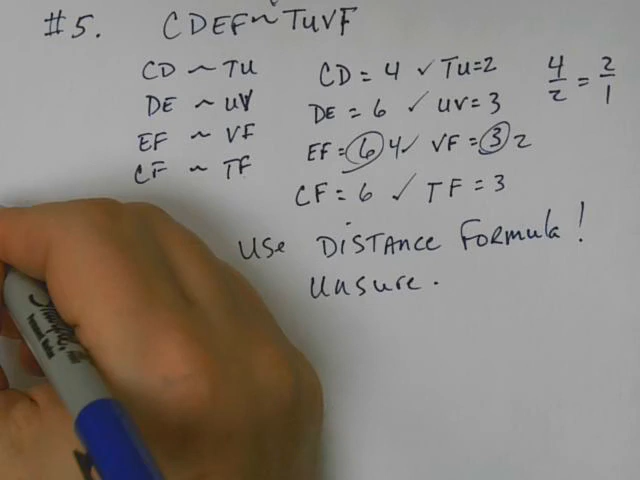 #5. CDEF ~ TUVF
CD ~ TU CD = 4 ✓ TU = 2 4/2 = 2/1
DE ~ UV DE = 6 ✓ UV = 3
EF ~ VF EF = 6 4 ✓ VF = 3 2
CF ~ TF CF = 6 ✓ TF = 3
USE DISTANCE FORMULA!
UNSURE.
Sharpie